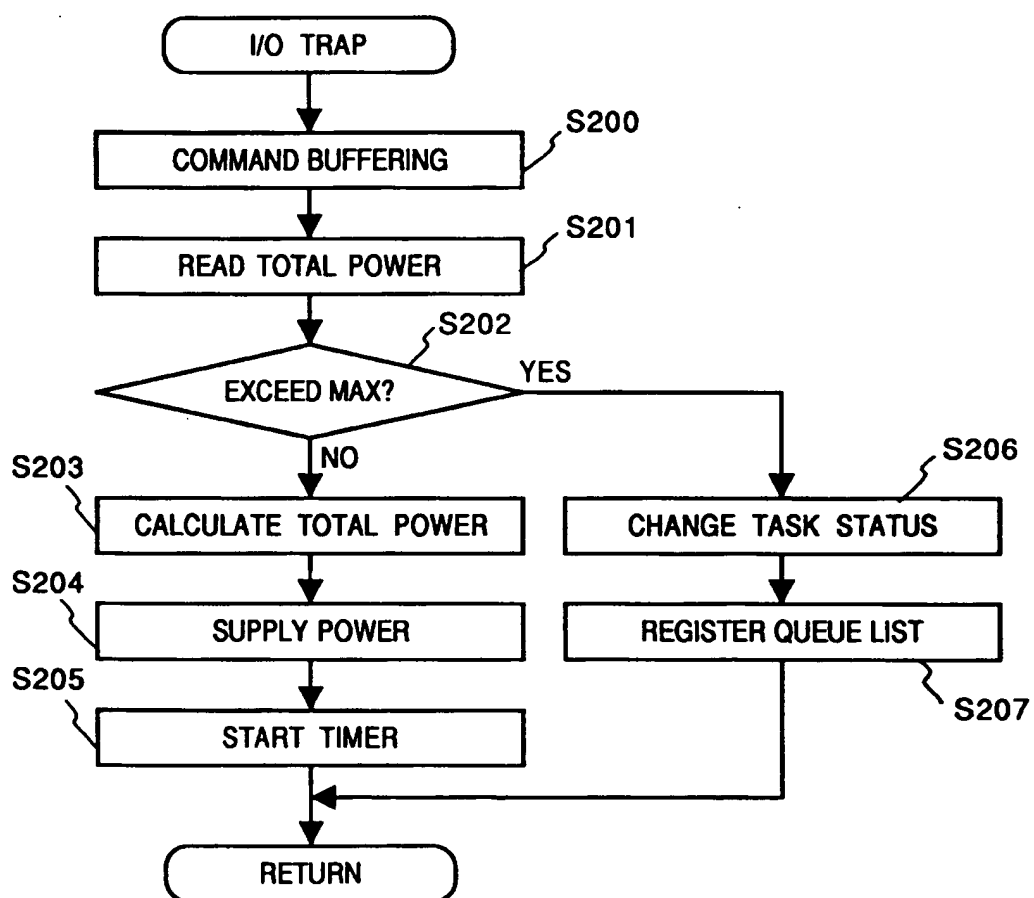 I/O TRAP
S200
COMMAND BUFFERING
S201
READ TOTAL POWER
S202
EXCEED MAX?
YES
NO
S203
CALCULATE TOTAL POWER
S206
CHANGE TASK STATUS
S204
SUPPLY POWER
REGISTER QUEUE LIST
S207
S205
START TIMER
RETURN